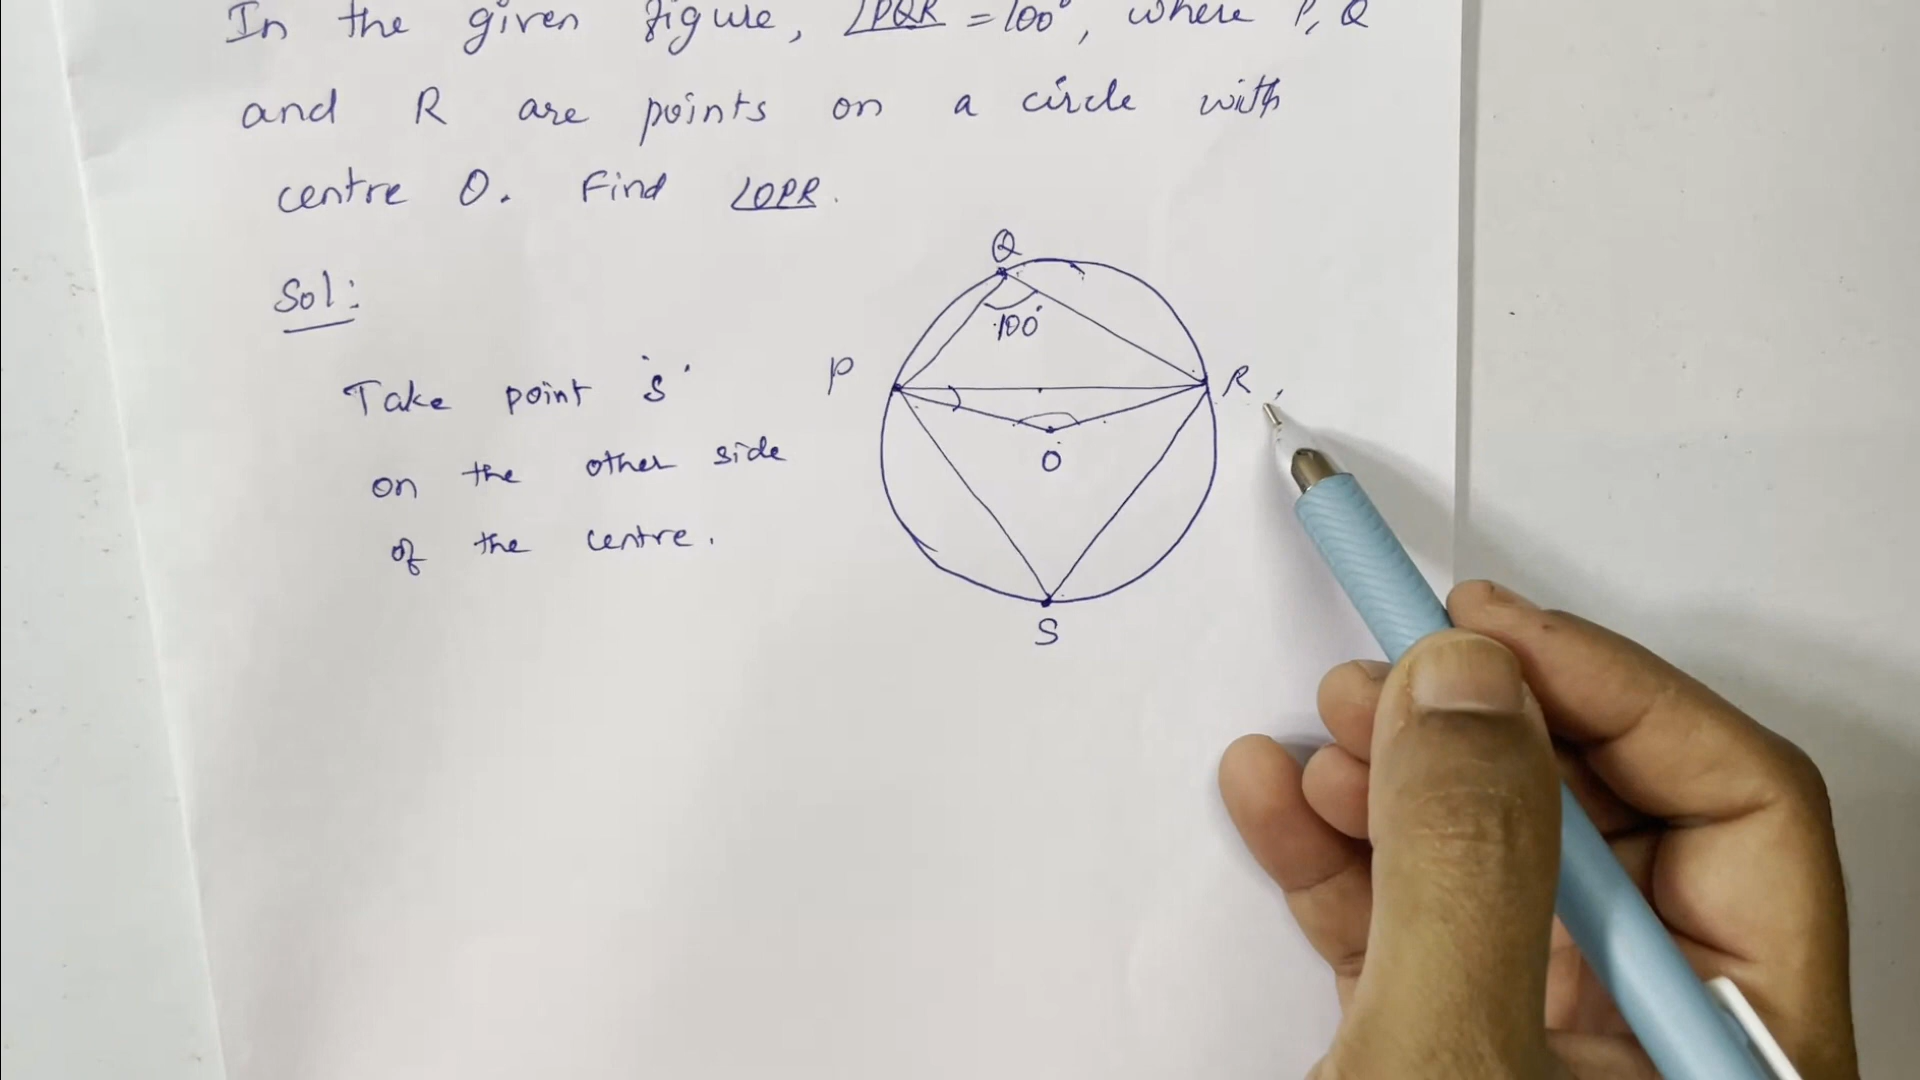 In the given figure, ∠PQR = 100°, where P, Q
and R are points on a circle with
centre O. Find ∠OPR.
Sol:
Take point 's'
on the other side
of the centre.
Q
100°
P
R
O
S